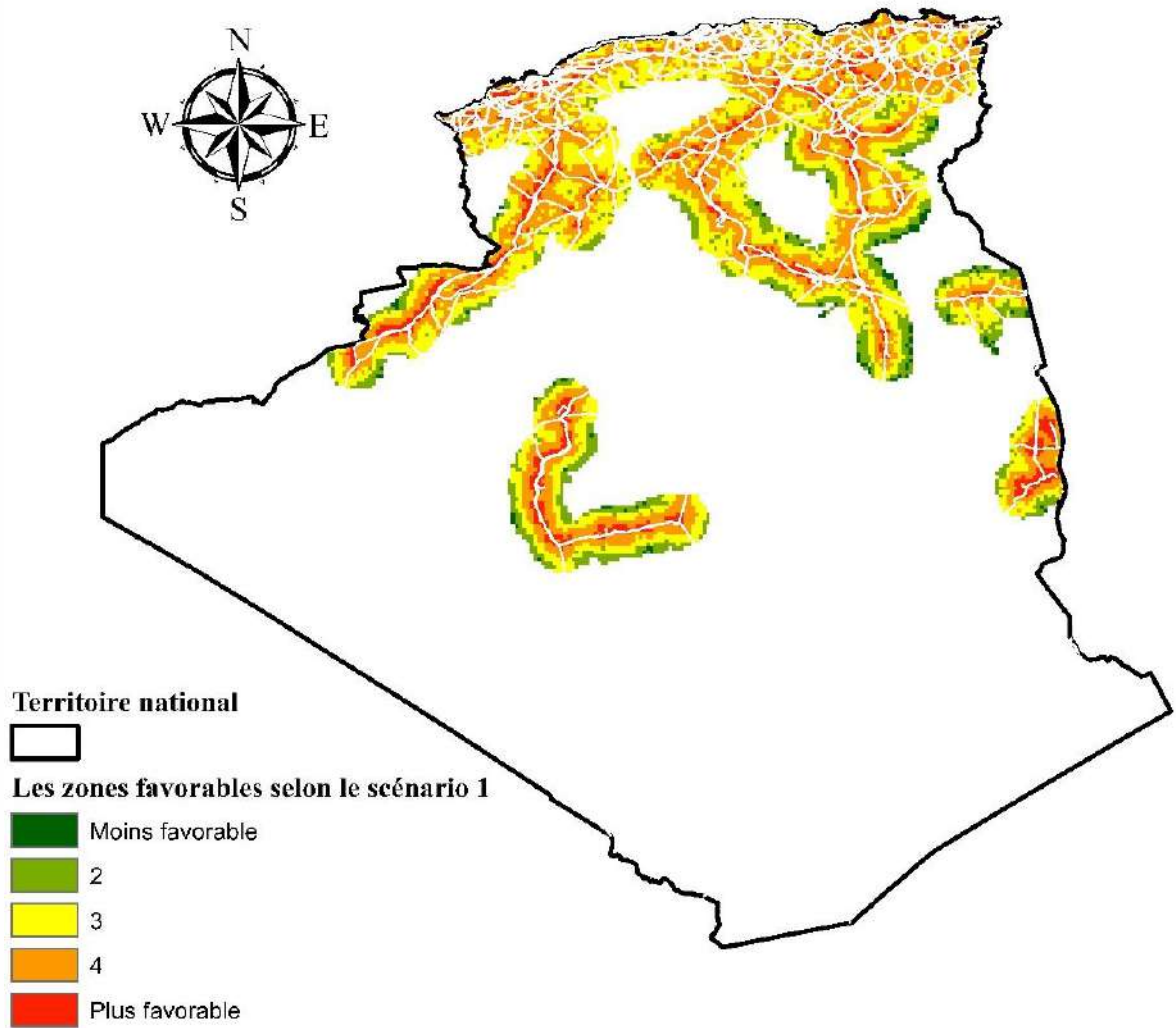 N
W E
S
Territoire national
Les zones favorables selon le scénario 1
Moins favorable
2
3
4
Plus favorable